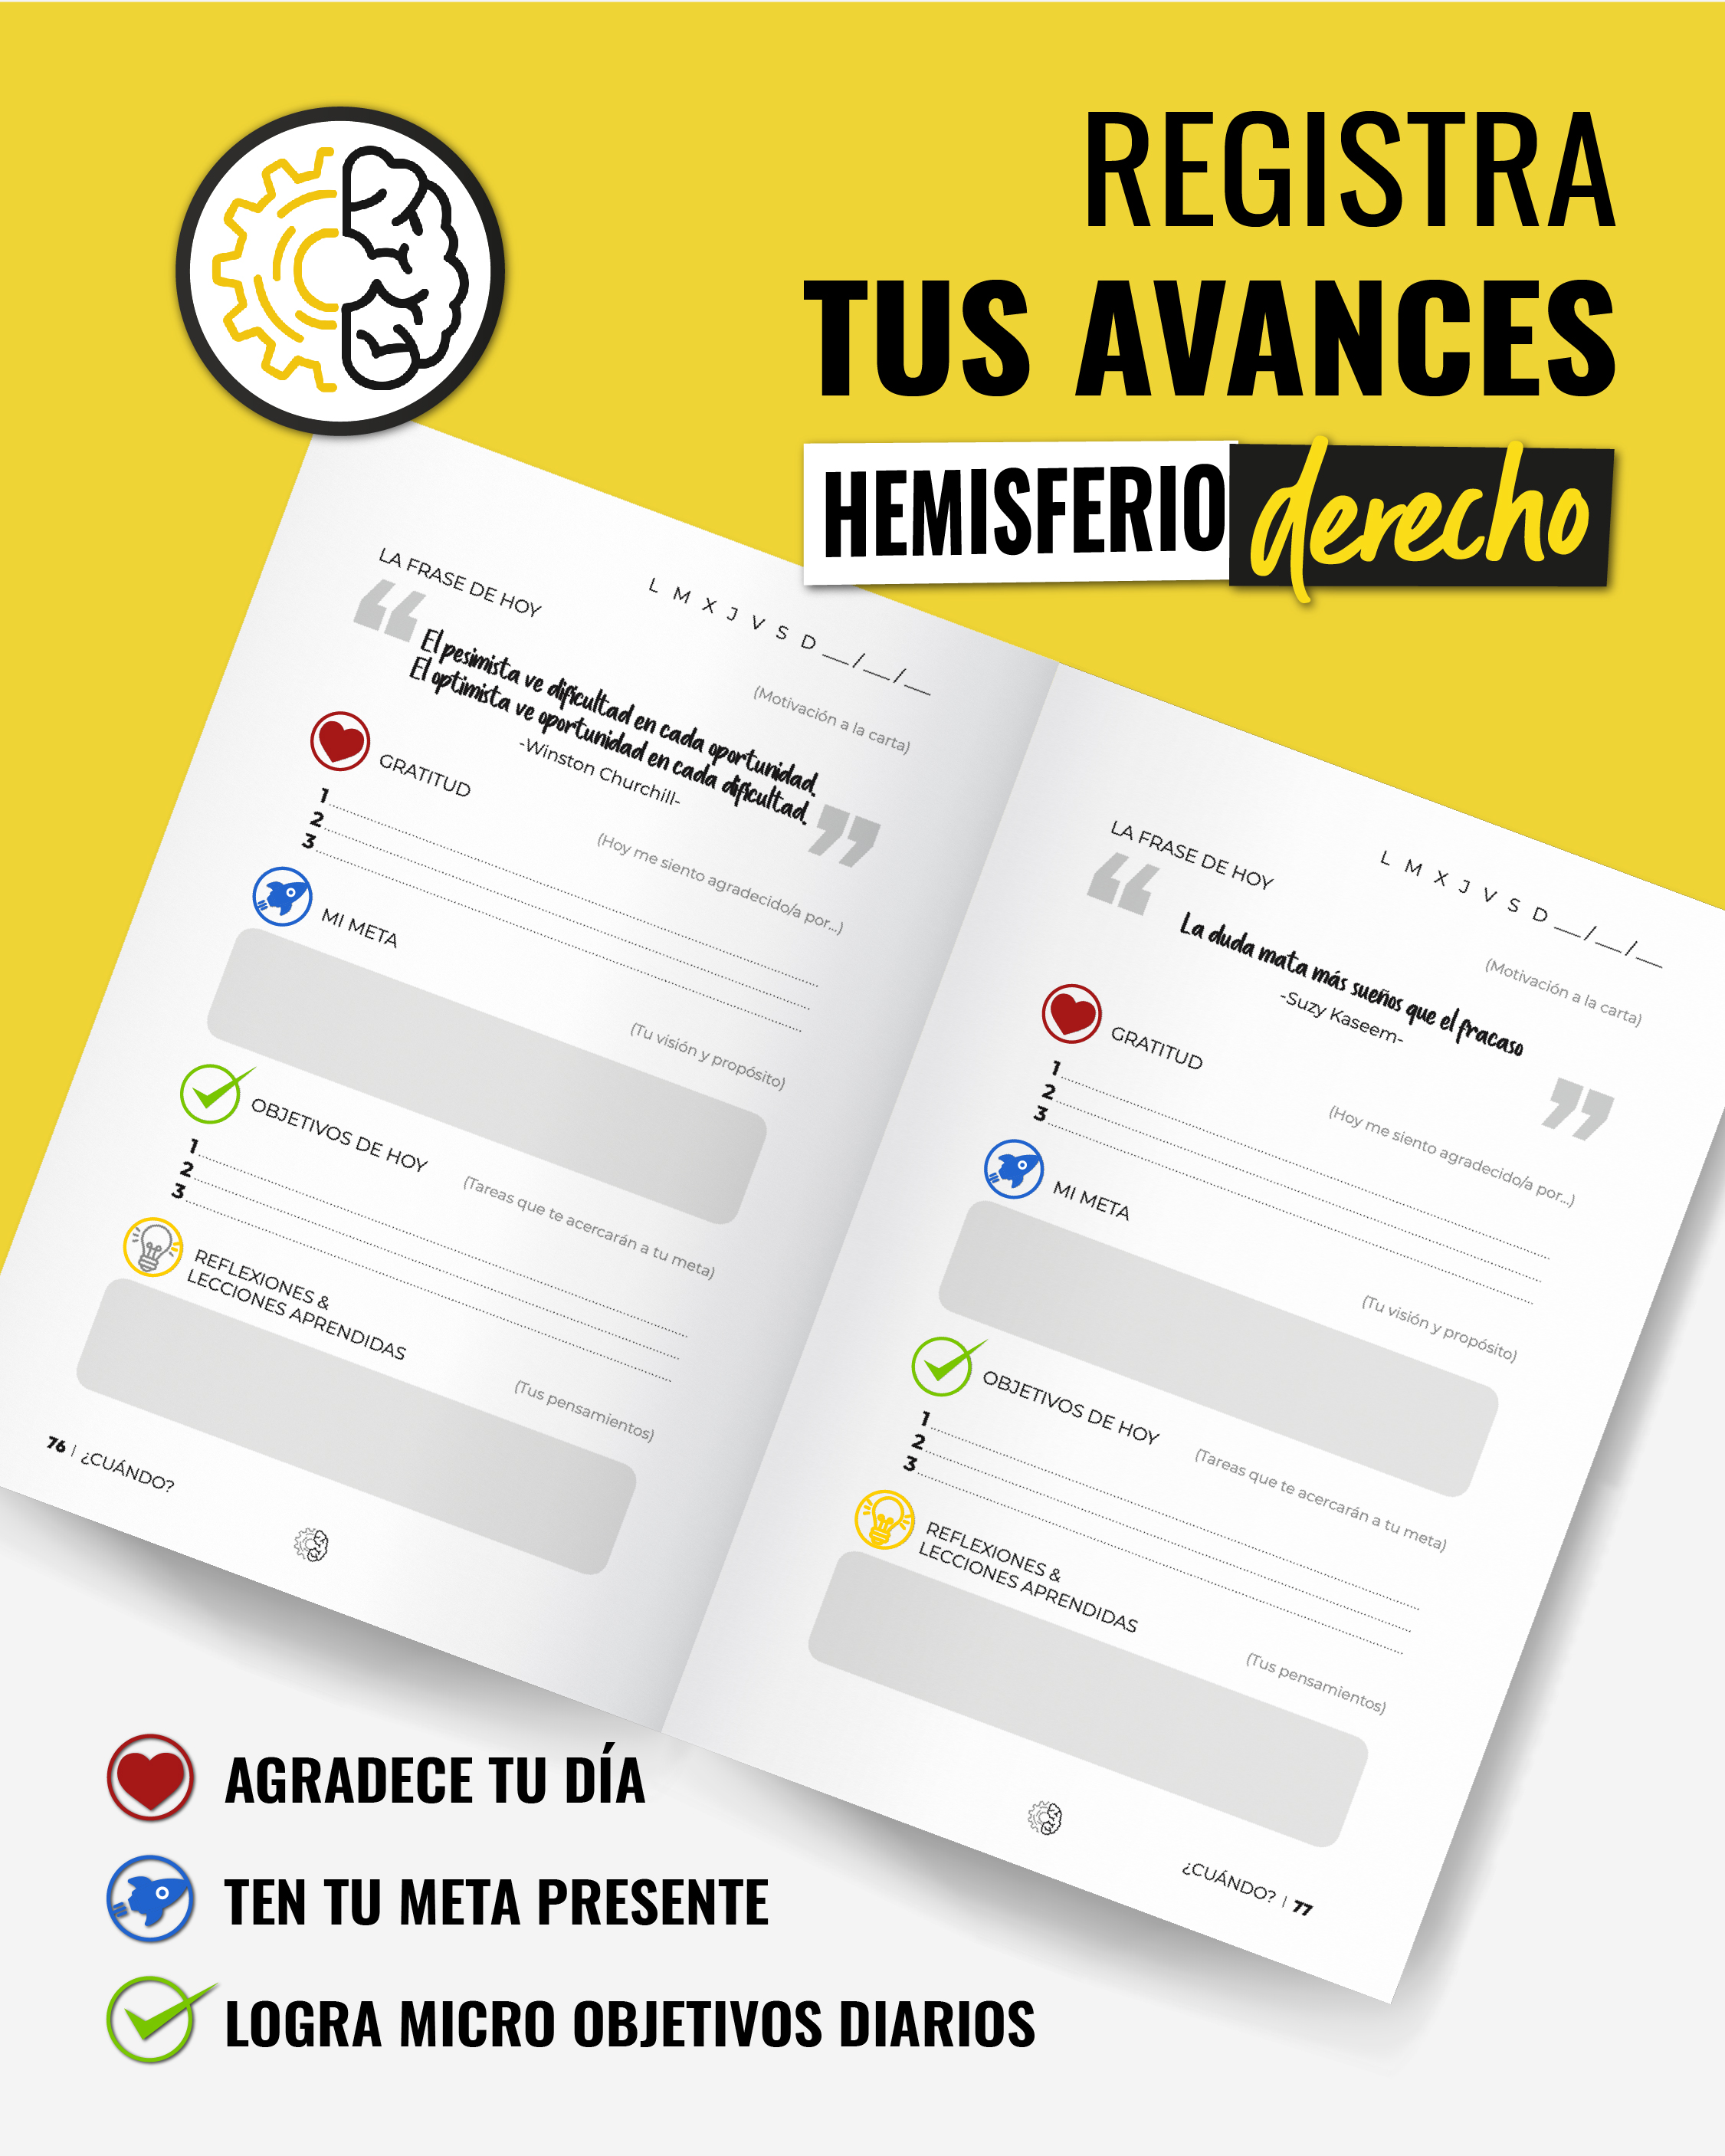 REGISTRA
TUS AVANCES
HEMISFERIO derecho
LA FRASE DE HOY
L M X J V S D __/__/__
(Motivación a la carta)
“
El pesimista ve dificultad en cada oportunidad.
El optimista ve oportunidad en cada dificultad.
-Winston Churchill-
”
GRATITUD
(Hoy me siento agradecido/a por...)
1
2
3
MI META
(Tu visión y propósito)
OBJETIVOS DE HOY
(Tareas que te acercarán a tu meta)
1
2
3
REFLEXIONES &
LECCIONES APRENDIDAS
(Tus pensamientos)
76 | ¿CUÁNDO?
LA FRASE DE HOY
L M X J V S D __/__/__
(Motivación a la carta)
“
La duda mata más sueños que el fracaso
-Suzy Kaseem-
”
GRATITUD
(Hoy me siento agradecido/a por...)
1
2
3
MI META
(Tu visión y propósito)
OBJETIVOS DE HOY
(Tareas que te acercarán a tu meta)
1
2
3
REFLEXIONES &
LECCIONES APRENDIDAS
(Tus pensamientos)
¿CUÁNDO? | 77
AGRADECE TU DÍA
TEN TU META PRESENTE
LOGRA MICRO OBJETIVOS DIARIOS